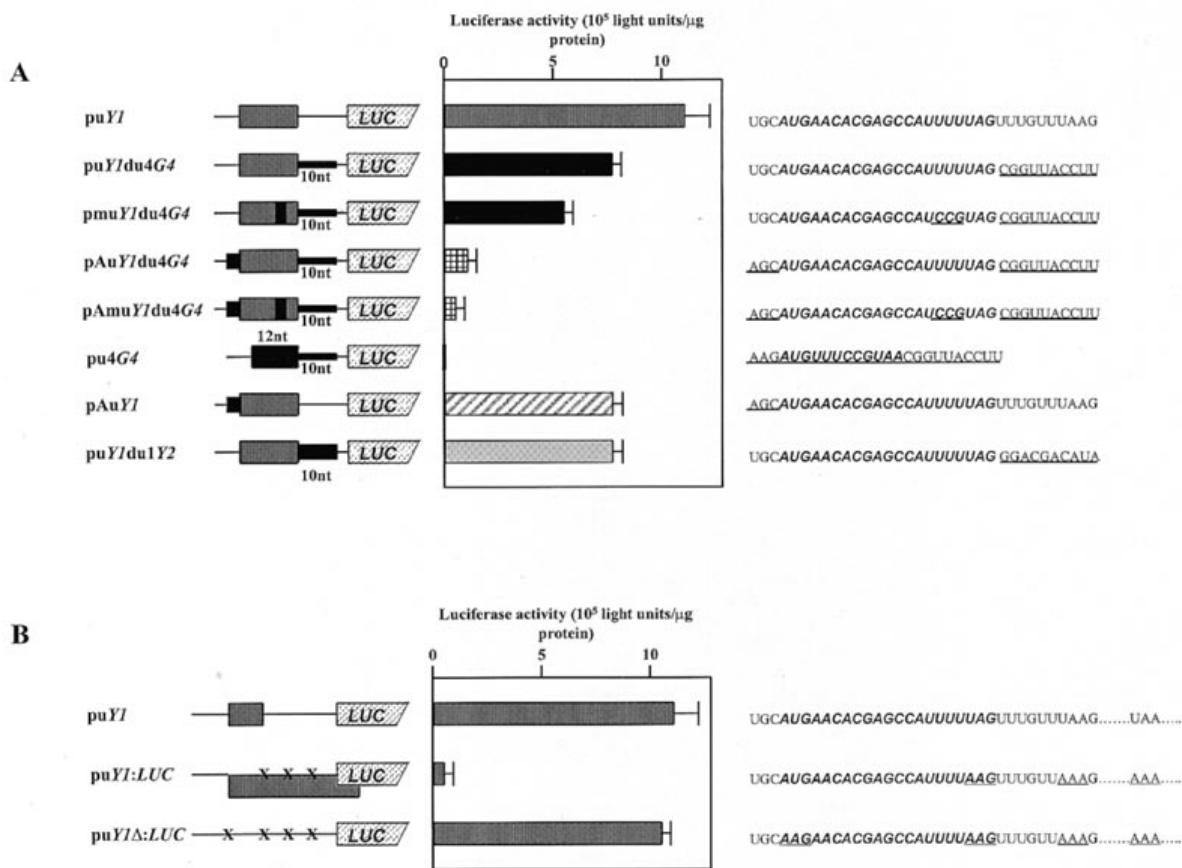 Luciferase activity (10⁵ light units/µg
protein)
A
0 5 10
puY1 LUC UGCAUGAACACGAGCCAUUUUUAGUUUGUUUAAG
puY1du4G4 10nt LUC UGCAUGAACACGAGCCAUUUUUAG CGGUUACCUU
pmuY1du4G4 10nt LUC UGCAUGAACACGAGCCAUCCGUAG CGGUUACCUU
pAuY1du4G4 10nt LUC AGCAUGAACACGAGCCAUUUUUAG CGGUUACCUU
pAmuY1du4G4 10nt LUC AGCAUGAACACGAGCCAUCCGUAG CGGUUACCUU
12nt
pu4G4 10nt LUC AAGAUGUUUCCGUAACGGUUACCUU
pAuY1 LUC AGCAUGAACACGAGCCAUUUUUAGUUUGUUUAAG
puY1du1Y2 10nt LUC UGCAUGAACACGAGCCAUUUUUAG GGACGACAUA
Luciferase activity (10⁵ light units/µg
protein)
B
0 5 10
puY1 LUC UGCAUGAACACGAGCCAUUUUUAGUUUGUUUAAG.......UAA.....
puY1:LUC X X X LUC UGCAUGAACACGAGCCAUUUUAAGUUUGUUAAAG.......AAA.....
puY1Δ:LUC X X X X LUC UGCAAGAACACGAGCCAUUUUAAGUUUGUUAAAG.......AAA.....